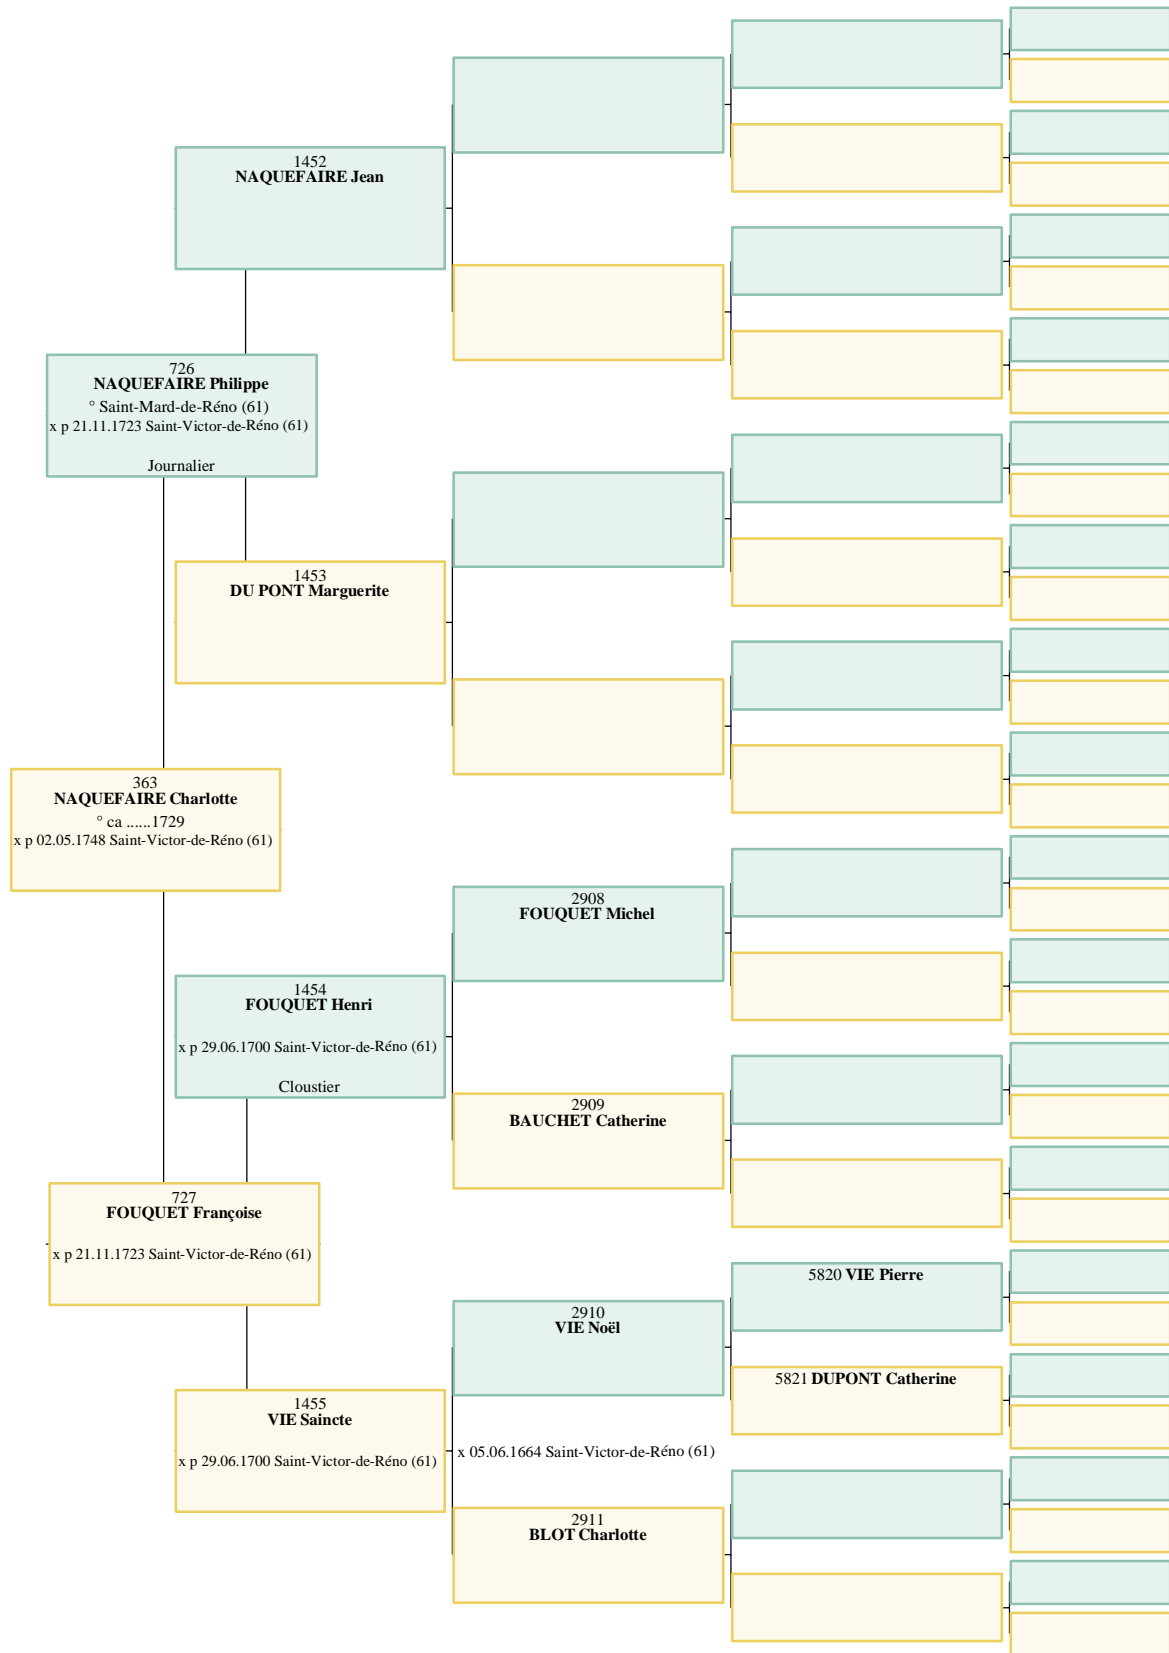 1452
NAQUEFAIRE Jean
726
NAQUEFAIRE Philippe
° Saint-Mard-de-Réno (61)
x p 21.11.1723 Saint-Victor-de-Réno (61)
Journalier
1453
DU PONT Marguerite
363
NAQUEFAIRE Charlotte
° ca ......1729
x p 02.05.1748 Saint-Victor-de-Réno (61)
2908
FOUQUET Michel
1454
FOUQUET Henri
x p 29.06.1700 Saint-Victor-de-Réno (61)
Cloustier
2909
BAUCHET Catherine
727
FOUQUET Françoise
x p 21.11.1723 Saint-Victor-de-Réno (61)
5820 VIE Pierre
2910
VIE Noël
5821 DUPONT Catherine
1455
VIE Saincte
x p 29.06.1700 Saint-Victor-de-Réno (61)
x 05.06.1664 Saint-Victor-de-Réno (61)
2911
BLOT Charlotte